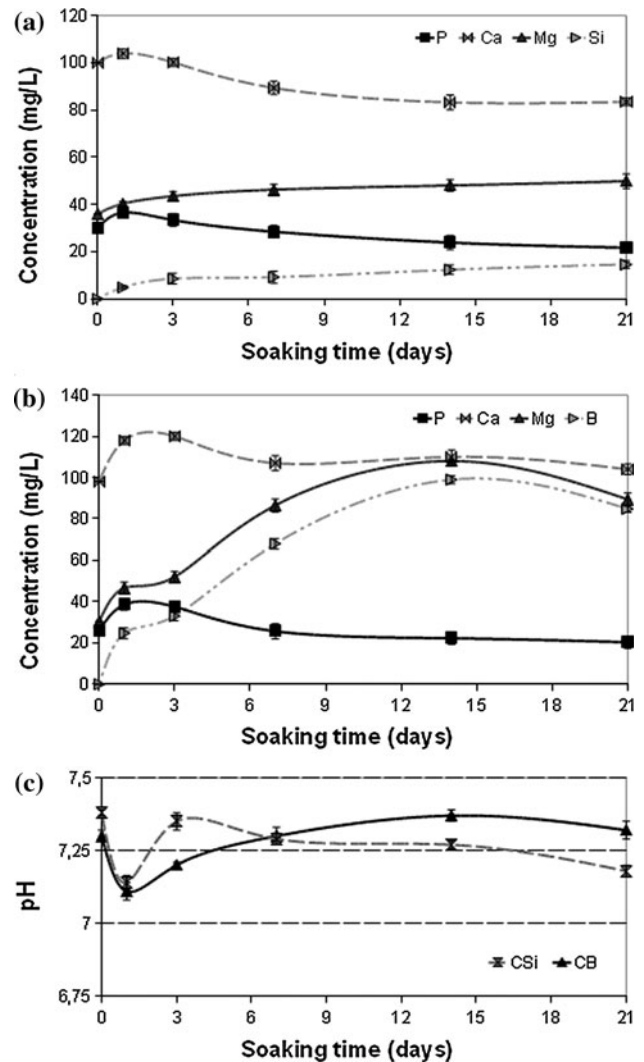 (a)
120
100
80
60
40
20
0
Concentration (mg/L)
P Ca Mg Si
0 3 6 9 12 15 18 21
Soaking time (days)
(b)
140
120
100
80
60
40
20
0
Concentration (mg/L)
P Ca Mg B
0 3 6 9 12 15 18 21
Soaking time (days)
(c)
7,5
7,25
7
6,75
pH
CSi CB
0 3 6 9 12 15 18 21
Soaking time (days)